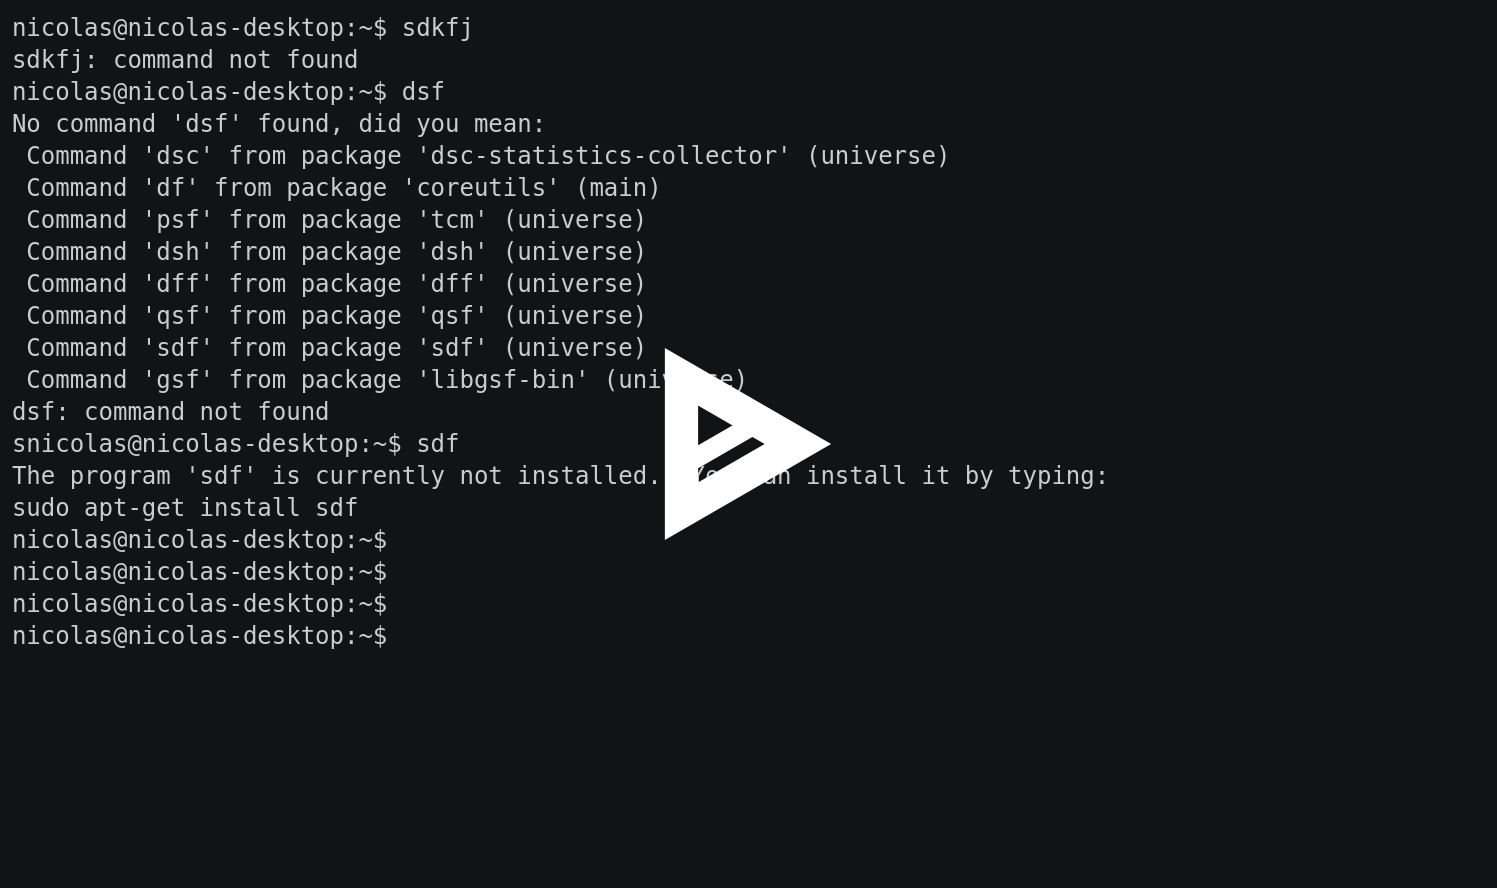 nicolas@nicolas-desktop:~$ sdkfj
sdkfj: command not found
nicolas@nicolas-desktop:~$ dsf
No command 'dsf' found, did you mean:
 Command 'dsc' from package 'dsc-statistics-collector' (universe)
 Command 'df' from package 'coreutils' (main)
 Command 'psf' from package 'tcm' (universe)
 Command 'dsh' from package 'dsh' (universe)
 Command 'dff' from package 'dff' (universe)
 Command 'qsf' from package 'qsf' (universe)
 Command 'sdf' from package 'sdf' (universe)
 Command 'gsf' from package 'libgsf-bin' (universe)
dsf: command not found
snicolas@nicolas-desktop:~$ sdf
The program 'sdf' is currently not installed. install it by typing:
sudo apt-get install sdf
nicolas@nicolas-desktop:~$
nicolas@nicolas-desktop:~$
nicolas@nicolas-desktop:~$
nicolas@nicolas-desktop:~$